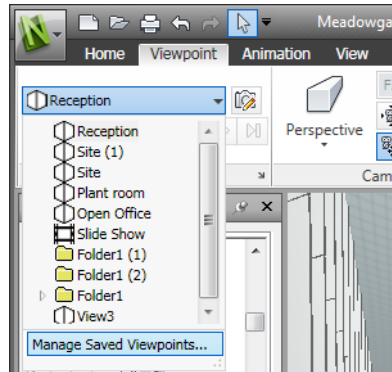 Meadowga
Home Viewpoint Animation View
Reception
Reception
Site (1)
Site
Plant room
Open Office
Slide Show
Folder1 (1)
Folder1 (2)
Folder1
View3
Manage Saved Viewpoints...
Perspective
F
Cam